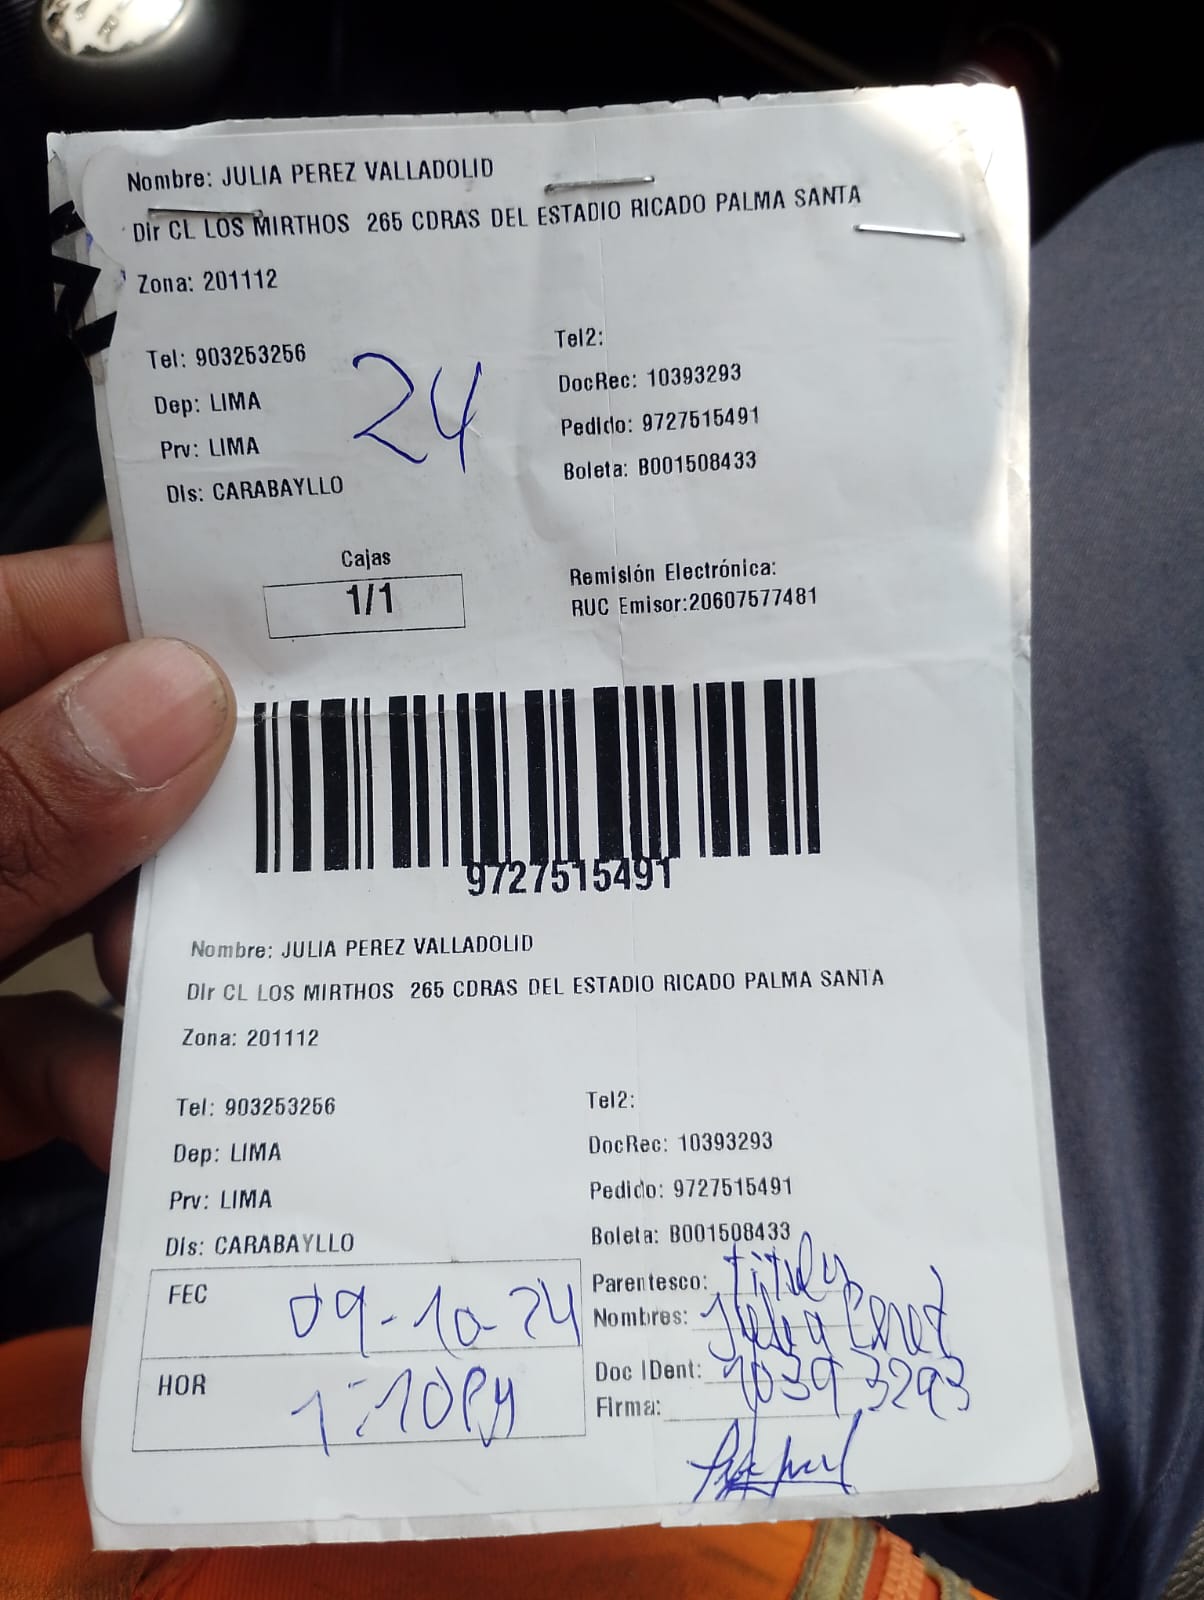 Nombre: JULIA PEREZ VALLADOLID
Dir CL LOS MIRTHOS 265 CDRAS DEL ESTADIO RICADO PALMA SANTA
Zona: 201112
Tel: 903253256
Tel2:
24
Dep: LIMA
DocRec: 10393293
Prv: LIMA
Pedido: 9727515491
Dis: CARABAYLLO
Boleta: B001508433
Cajas
1/1
Remisión Electrónica:
RUC Emisor:20607577481
9727515491
Nombre: JULIA PEREZ VALLADOLID
Dir CL LOS MIRTHOS 265 CDRAS DEL ESTADIO RICADO PALMA SANTA
Zona: 201112
Tel: 903253256
Tel2:
Dep: LIMA
DocRec: 10393293
Prv: LIMA
Pedido: 9727515491
Dis: CARABAYLLO
Boleta: B001508433
FEC 09-10-24
Parentesco:
Nombres: Julia Perez
HOR 1:10PM
Doc IDent: 10393293
Firma: